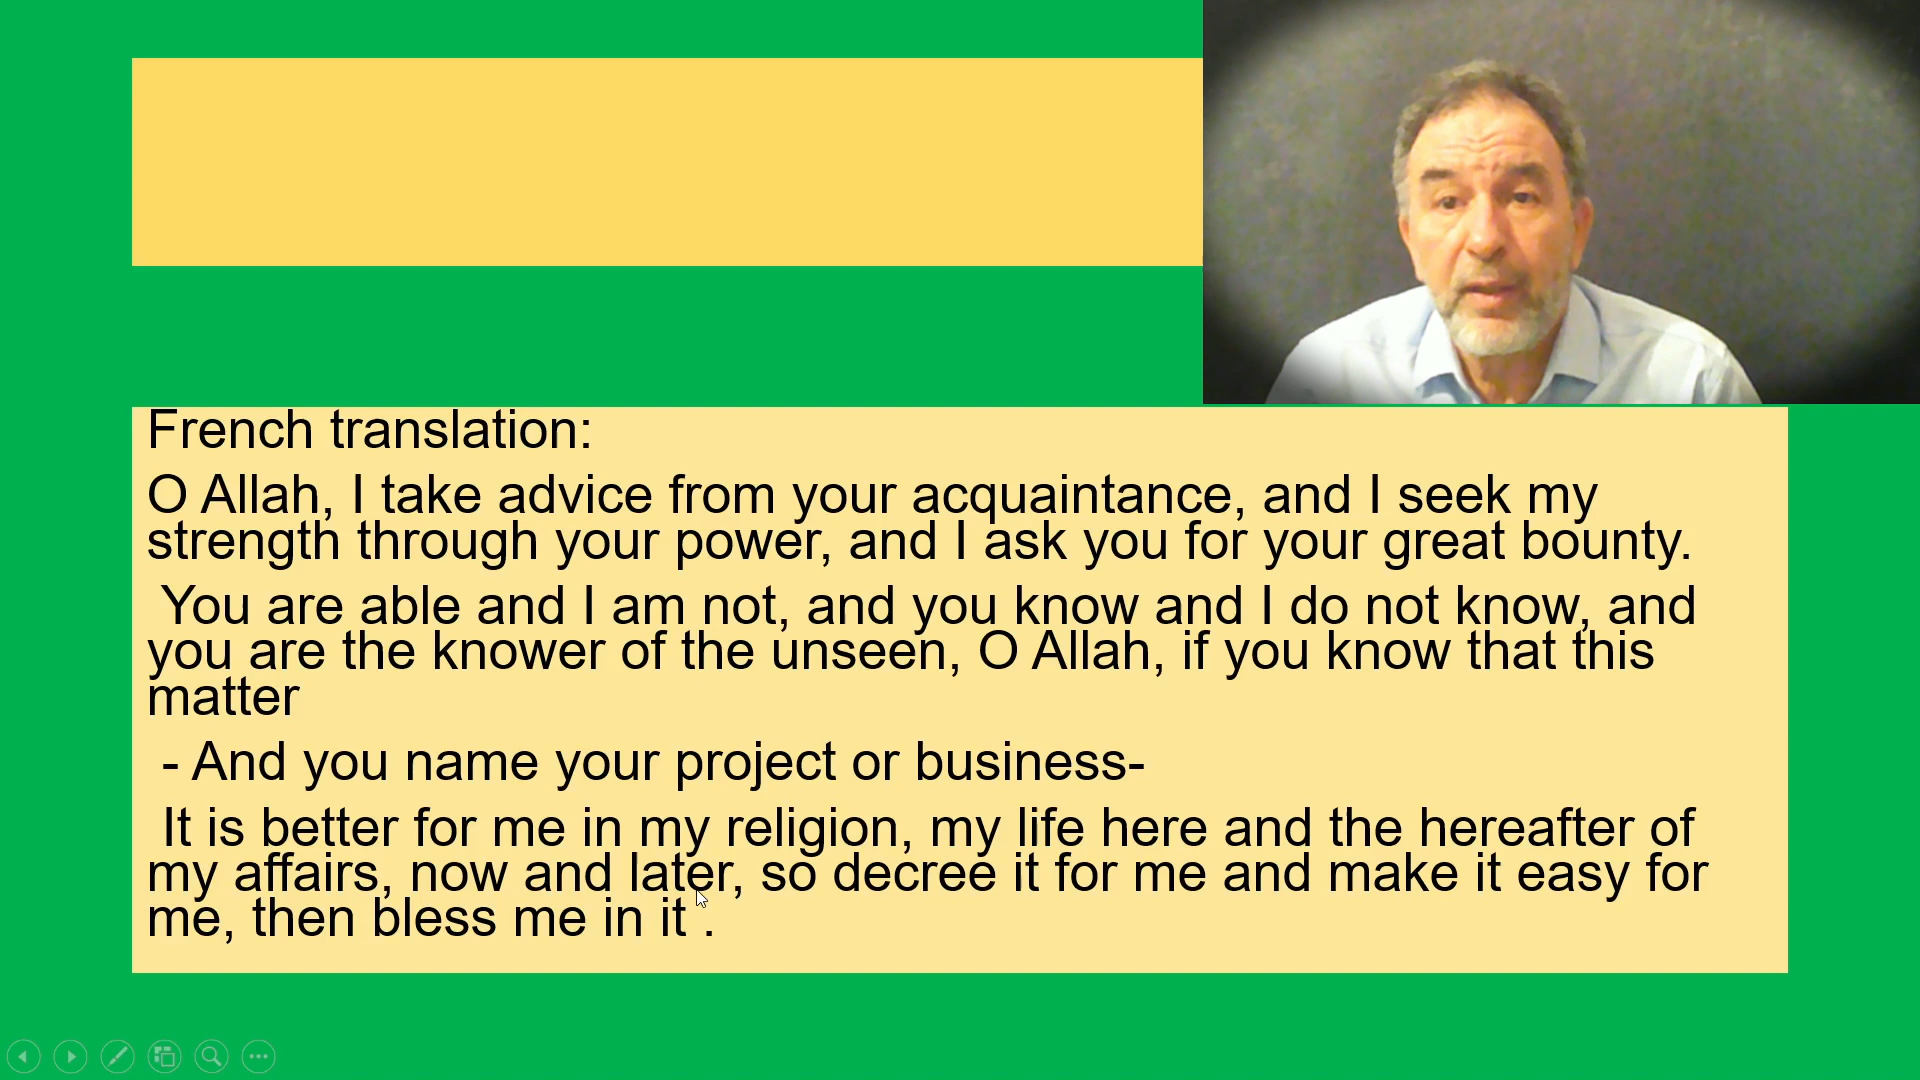 French translation:
O Allah, I take advice from your acquaintance, and I seek my
strength through your power, and I ask you for your great bounty.
You are able and I am not, and you know and I do not know, and
you are the knower of the unseen, O Allah, if you know that this
matter
- And you name your project or business-
It is better for me in my religion, my life here and the hereafter of
my affairs, now and later, so decree it for me and make it easy for
me, then bless me in it .